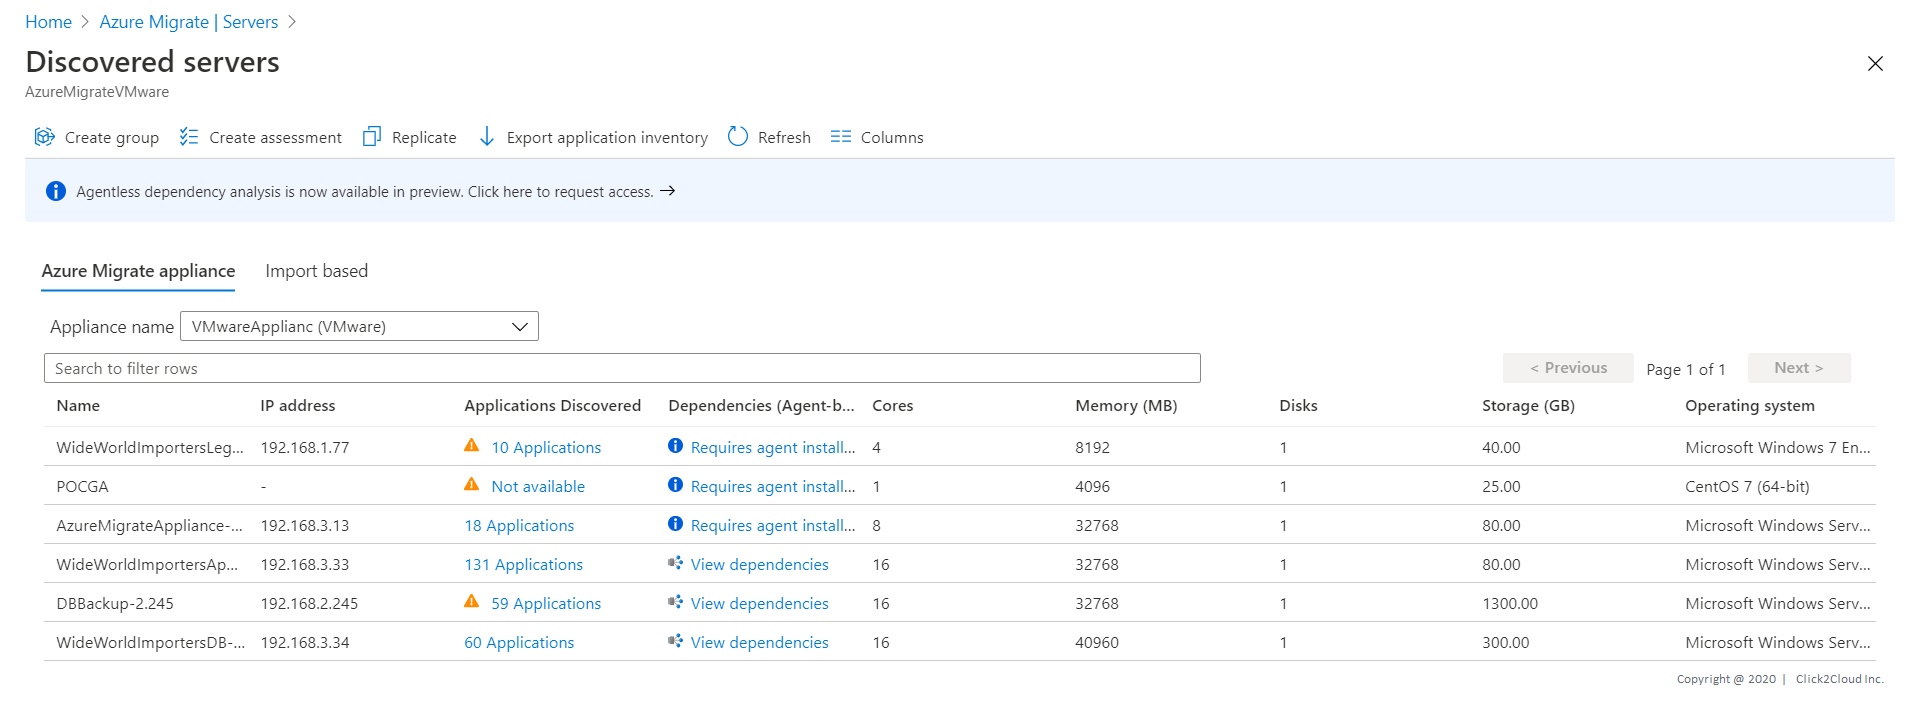 Home > Azure Migrate | Servers >
Discovered servers
AzureMigrateVMware
Create group Create assessment Replicate Export application inventory Refresh Columns
Agentless dependency analysis is now available in preview. Click here to request access. →
Azure Migrate appliance Import based
Appliance name VMwareApplianc (VMware)
Search to filter rows < Previous Page 1 of 1 Next >
Name IP address Applications Discovered Dependencies (Agent-b... Cores Memory (MB) Disks Storage (GB) Operating system
WideWorldImportersLeg... 192.168.1.77 10 Applications Requires agent install... 4 8192 1 40.00 Microsoft Windows 7 En...
POCGA - Not available Requires agent install... 1 4096 1 25.00 CentOS 7 (64-bit)
AzureMigrateAppliance-... 192.168.3.13 18 Applications Requires agent install... 8 32768 1 80.00 Microsoft Windows Serv...
WideWorldImportersAp... 192.168.3.33 131 Applications View dependencies 16 32768 1 80.00 Microsoft Windows Serv...
DBBackup-2.245 192.168.2.245 59 Applications View dependencies 16 32768 1 1300.00 Microsoft Windows Serv...
WideWorldImportersDB-... 192.168.3.34 60 Applications View dependencies 16 40960 1 300.00 Microsoft Windows Serv...
Copyright @ 2020 | Click2Cloud Inc.